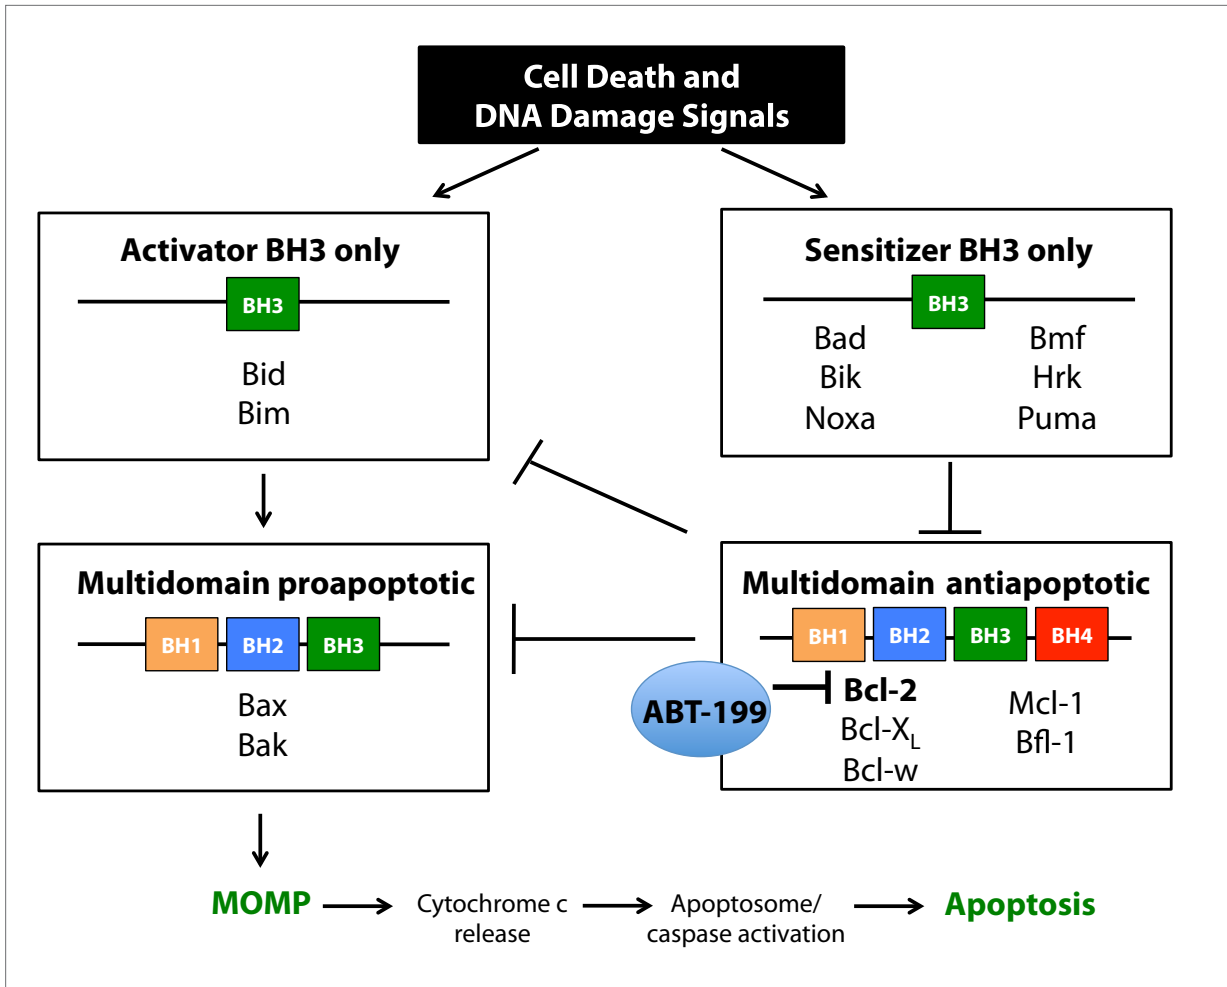 Cell Death and
DNA Damage Signals
Activator BH3 only
BH3
Bid
Bim
Sensitizer BH3 only
BH3
Bad
Bik
Noxa
Bmf
Hrk
Puma
Multidomain proapoptotic
BH1 BH2 BH3
Bax
Bak
Multidomain antiapoptotic
BH1 BH2 BH3 BH4
ABT-199
Bcl-2
Bcl-XL
Bcl-w
Mcl-1
Bfl-1
MOMP
Cytochrome c
release
Apoptosome/
caspase activation
Apoptosis